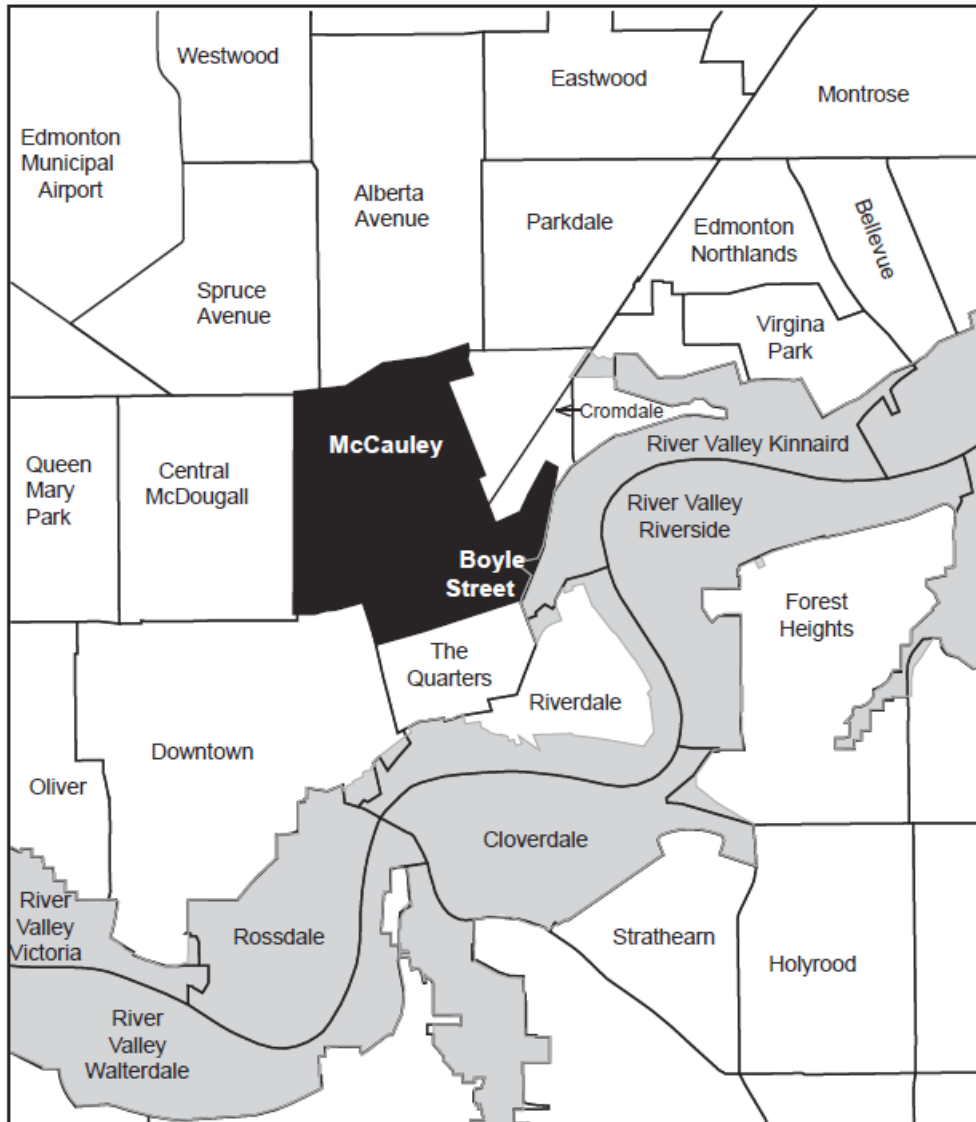 Westwood
Eastwood
Montrose
Edmonton
Municipal
Airport
Alberta
Avenue
Parkdale
Edmonton
Northlands
Bellevue
Spruce
Avenue
Virgina
Park
Cromdale
McCauley
River Valley Kinnaird
Queen
Mary
Park
Central
McDougall
River Valley
Riverside
Boyle
Street
Forest
Heights
The
Quarters
Riverdale
Downtown
Oliver
Cloverdale
River
Valley
Victoria
Rossdale
Strathearn
Holyrood
River
Valley
Walterdale